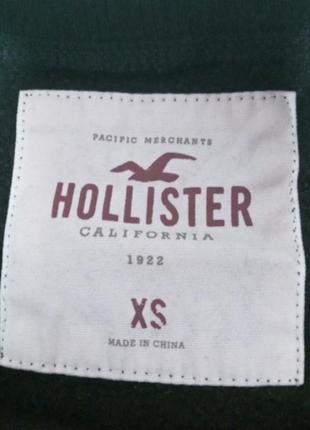 PACIFIC MERCHANTS
HOLLISTER
CALIFORNIA
1922
XS
MADE IN CHINA